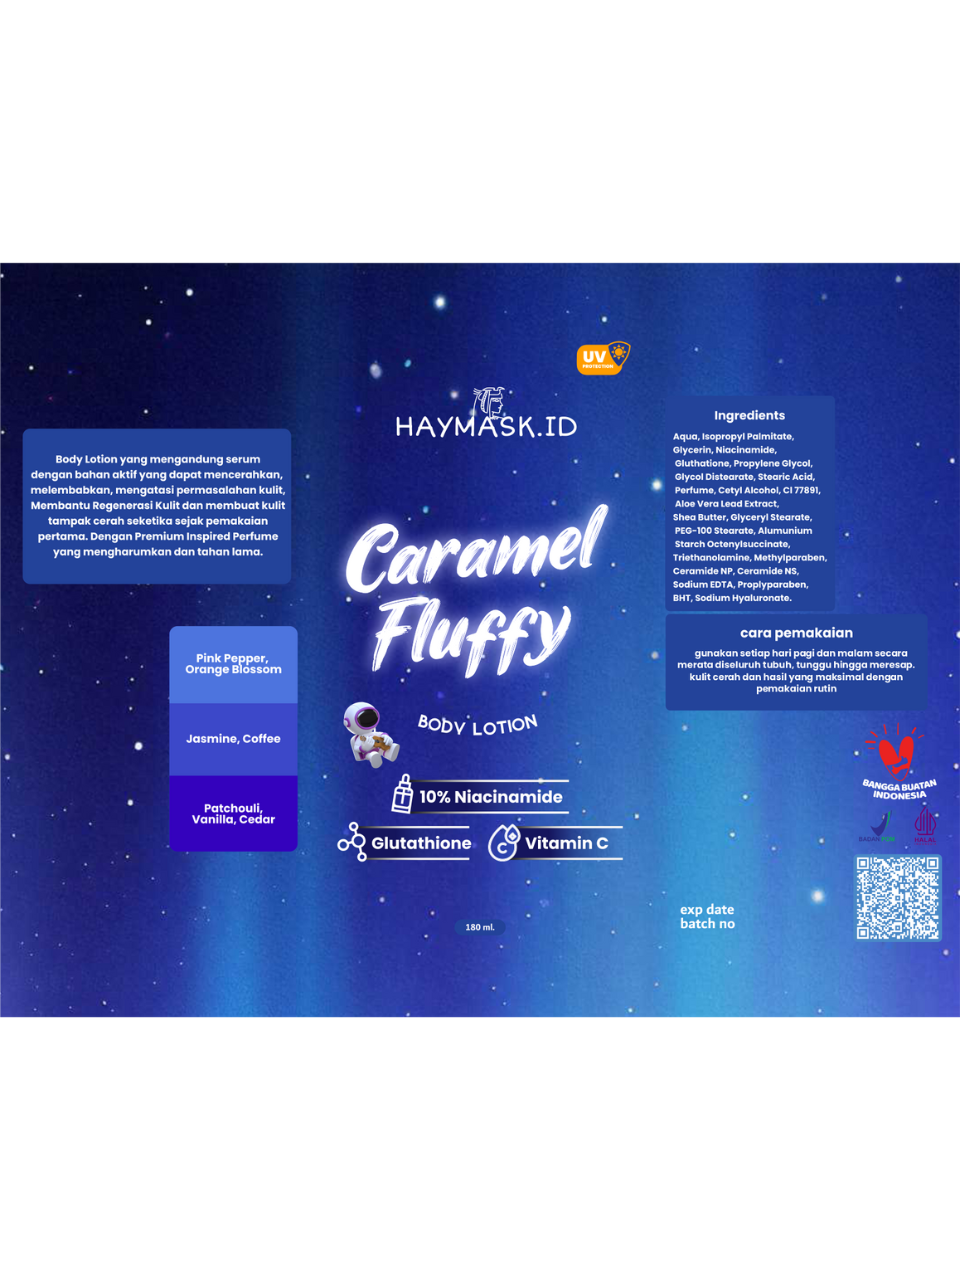 UV
PROTECTION
HAYMASK.ID
Body Lotion yang mengandung serum
dengan bahan aktif yang dapat mencerahkan,
melembabkan, mengatasi permasalahan kulit,
Membantu Regenerasi Kulit dan membuat kulit
tampak cerah seketika sejak pemakaian
pertama. Dengan Premium Inspired Perfume
yang mengharumkan dan tahan lama.
Pink Pepper,
Orange Blossom
Jasmine, Coffee
Patchouli,
Vanilla, Cedar
Caramel
Fluffy
BODY LOTION
10% Niacinamide
Glutathione
Vitamin C
180 ml.
Ingredients
Aqua, Isopropyl Palmitate,
Glycerin, Niacinamide,
Gluthatione, Propylene Glycol,
Glycol Distearate, Stearic Acid,
Perfume, Cetyl Alcohol, CI 77891,
Aloe Vera Lead Extract,
Shea Butter, Glyceryl Stearate,
PEG-100 Stearate, Alumunium
Starch Octenylsuccinate,
Triethanolamine, Methylparaben,
Ceramide NP, Ceramide NS,
Sodium EDTA, Proplyparaben,
BHT, Sodium Hyaluronate.
cara pemakaian
gunakan setiap hari pagi dan malam secara
merata diseluruh tubuh, tunggu hingga meresap.
kulit cerah dan hasil yang maksimal dengan
pemakaian rutin
BANGGA BUATAN
INDONESIA
BADAN POM
HALAL
exp date
batch no